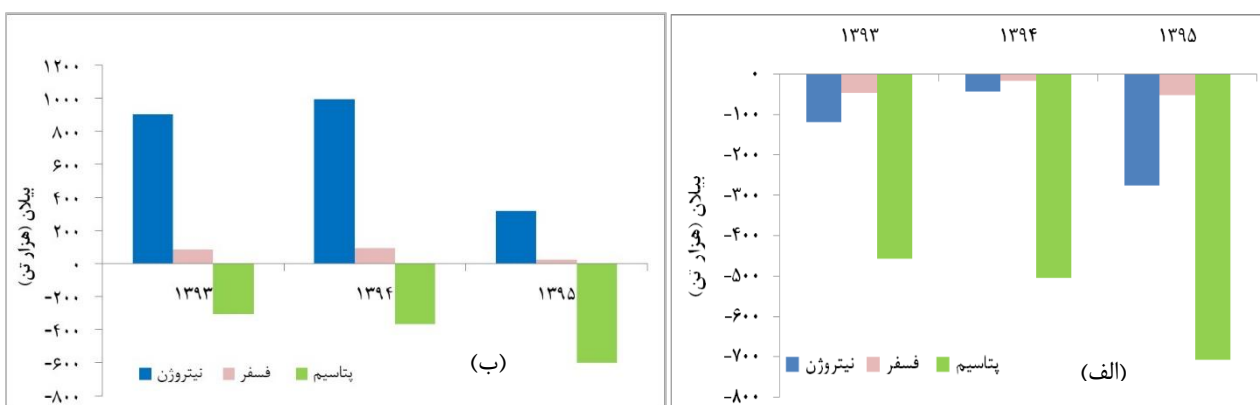 ۱۳۹۳ ۱۳۹۴ ۱۳۹۵
۰
-۱۰۰
-۲۰۰
-۳۰۰
-۴۰۰
-۵۰۰
-۶۰۰
-۷۰۰
-۸۰۰
بیلان (هزار تن)
نیتروژن فسفر پتاسیم
(الف)
۱۲۰۰
۱۰۰۰
۸۰۰
۶۰۰
۴۰۰
۲۰۰
۰
-۲۰۰
-۴۰۰
-۶۰۰
-۸۰۰
بیلان (هزار تن)
۱۳۹۳ ۱۳۹۴ ۱۳۹۵
نیتروژن فسفر پتاسیم
(ب)